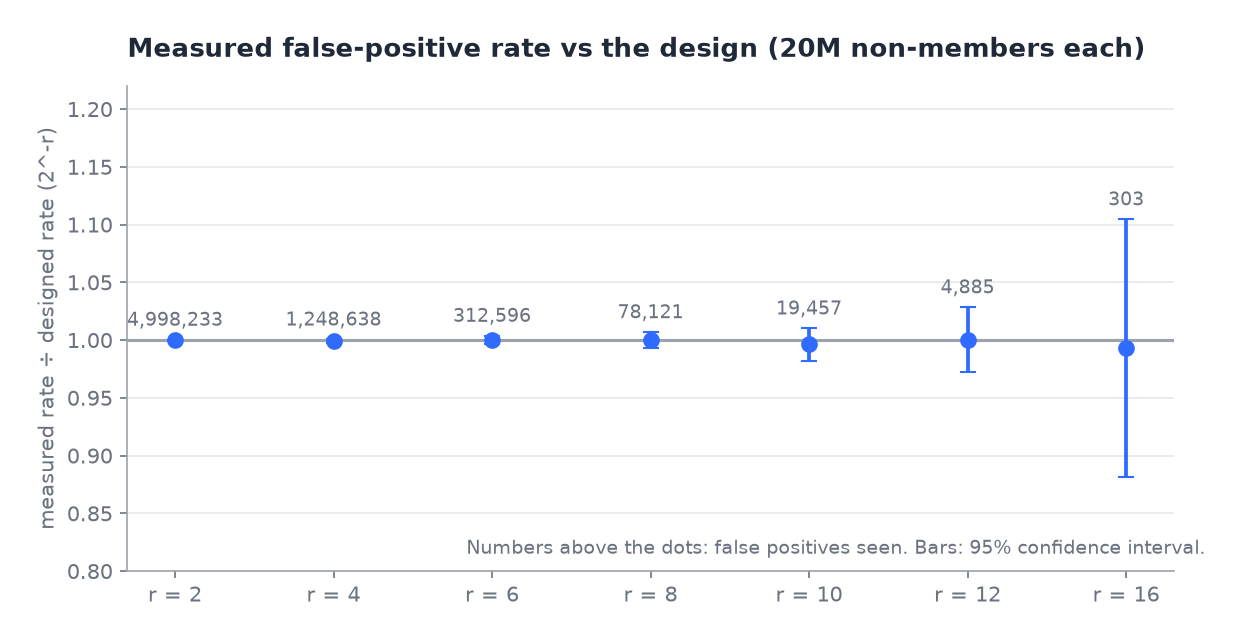 Measured false-positive rate vs the design (20M non-members each)
measured rate ÷ designed rate (2^-r)
1.20
1.15
1.10
1.05
1.00
0.95
0.90
0.85
0.80
4,998,233
1,248,638
312,596
78,121
19,457
4,885
303
Numbers above the dots: false positives seen. Bars: 95% confidence interval.
r = 2
r = 4
r = 6
r = 8
r = 10
r = 12
r = 16